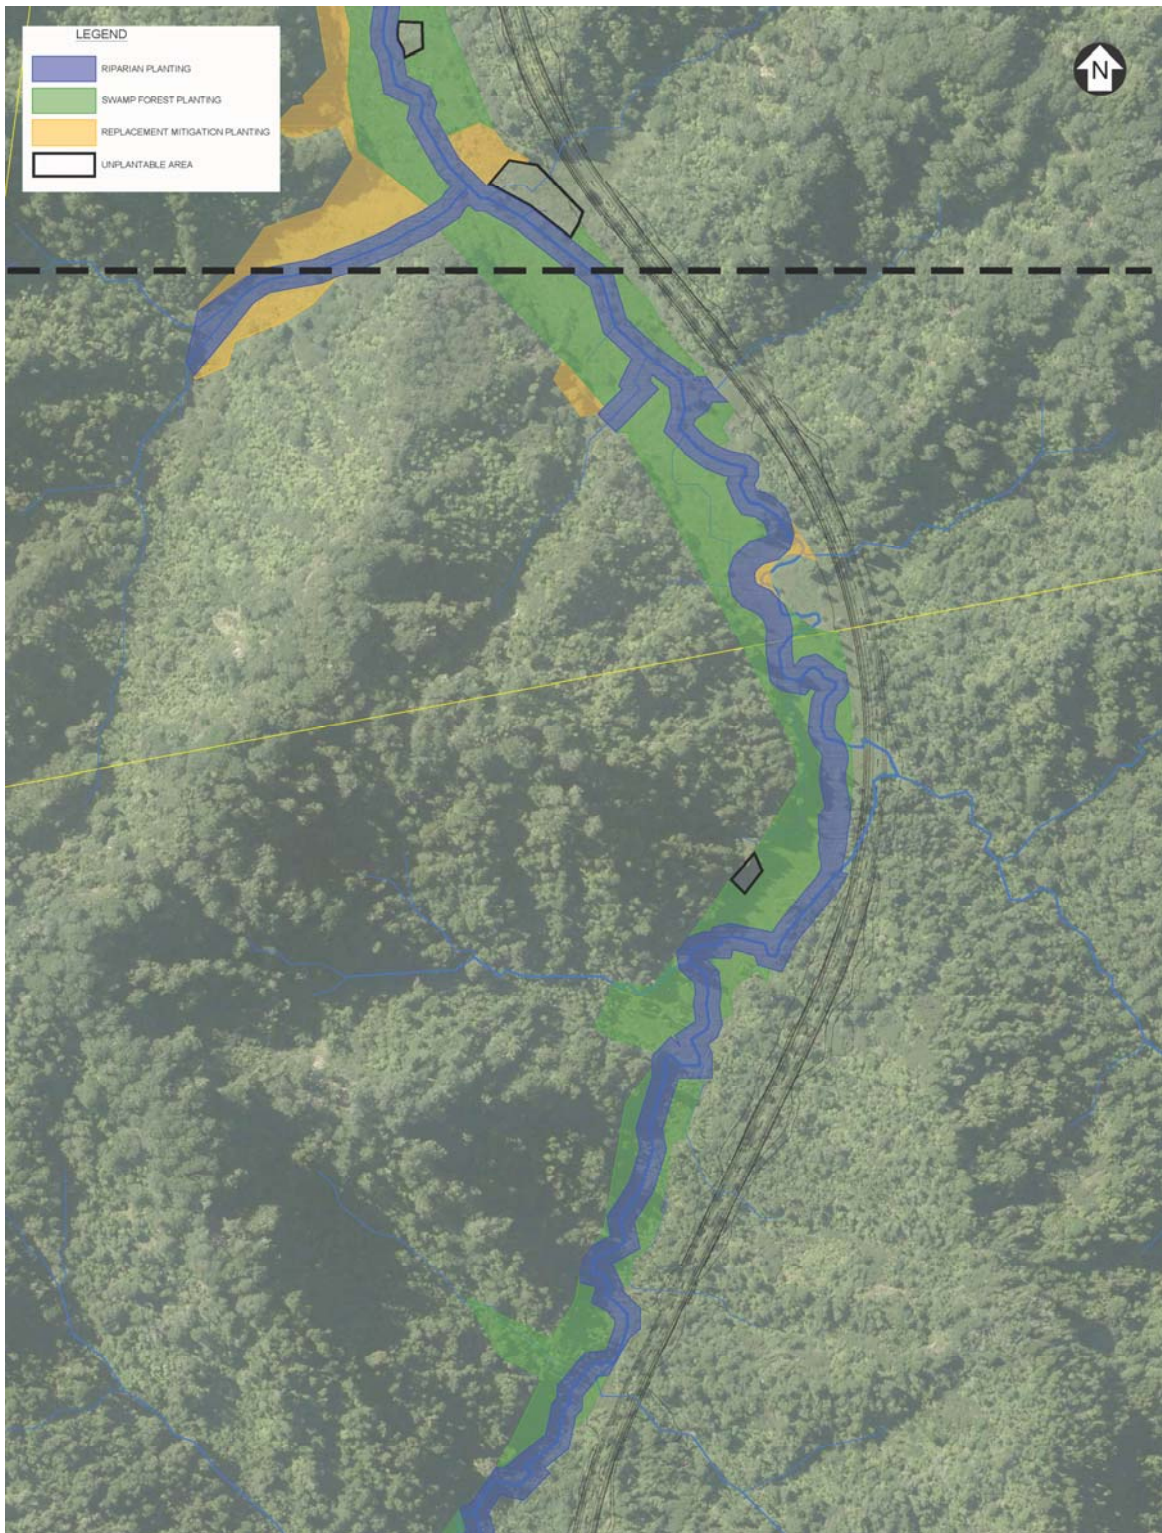 LEGEND
RIPARIAN PLANTING
SWAMP FOREST PLANTING
REPLACEMENT MITIGATION PLANTING
UNPLANTABLE AREA
N